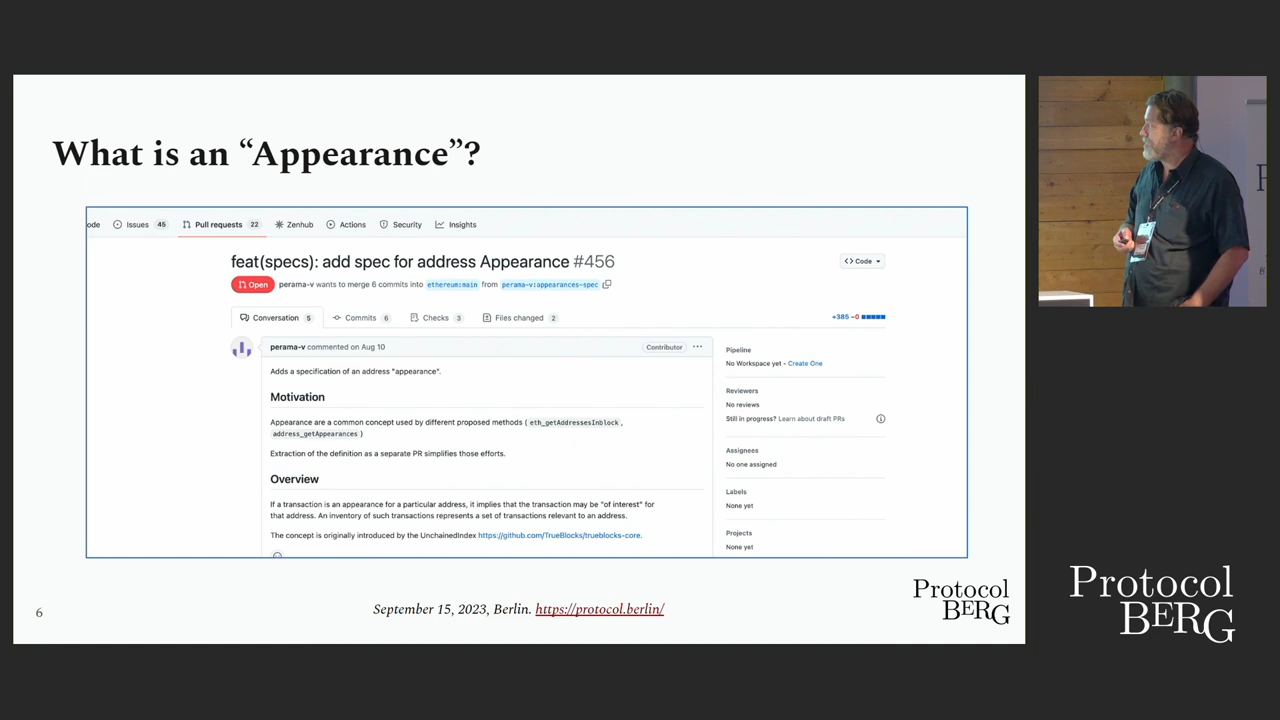 What is an “Appearance”?
ode Issues 45 Pull requests 22 Zenhub Actions Security Insights
feat(specs): add spec for address Appearance #456
<> Code
Open perama-v wants to merge 6 commits into ethereum:main from perama-v:appearances-spec
Conversation 5 Commits 6 Checks 3 Files changed 2
+385 −0
perama-v commented on Aug 10
Contributor
Adds a specification of an address "appearance".
Motivation
Appearance are a common concept used by different proposed methods ( eth_getAddressesInblock ,
address_getAppearances )
Extraction of the definition as a separate PR simplifies those efforts.
Overview
If a transaction is an appearance for a particular address, it implies that the transaction may be "of interest" for
that address. An inventory of such transactions represents a set of transactions relevant to an address.
The concept is originally introduced by the UnchainedIndex https://github.com/TrueBlocks/trueblocks-core.
Pipeline
No Workspace yet - Create One
Reviewers
No reviews
Still in progress? Learn about draft PRs
Assignees
No one assigned
Labels
None yet
Projects
None yet
6
September 15, 2023, Berlin. https://protocol.berlin/
Protocol
BERG
Protocol
BERG